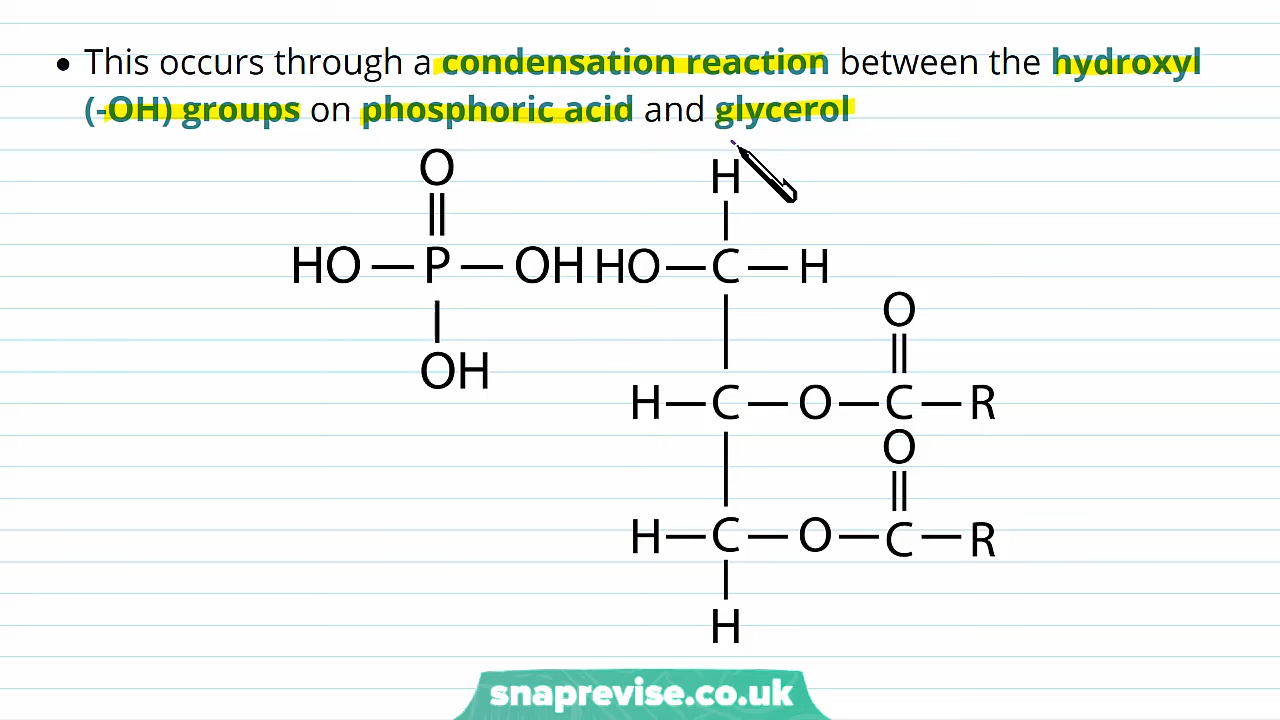 • This occurs through a condensation reaction between the hydroxyl
(-OH) groups on phosphoric acid and glycerol
O
H
HO — P — OH HO — C — H
O
OH
H — C — O — C — R
O
H — C — O — C — R
H
snaprevise.co.uk